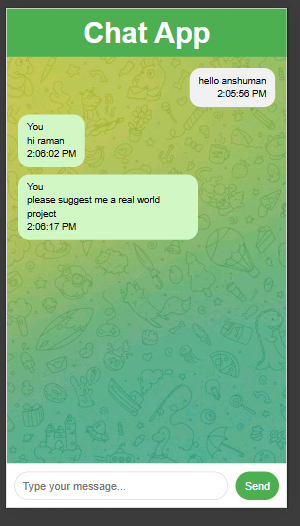 Chat App
hello anshuman
2:05:56 PM
You
hi raman
2:06:02 PM
You
please suggest me a real world
project
2:06:17 PM
Type your message...
Send